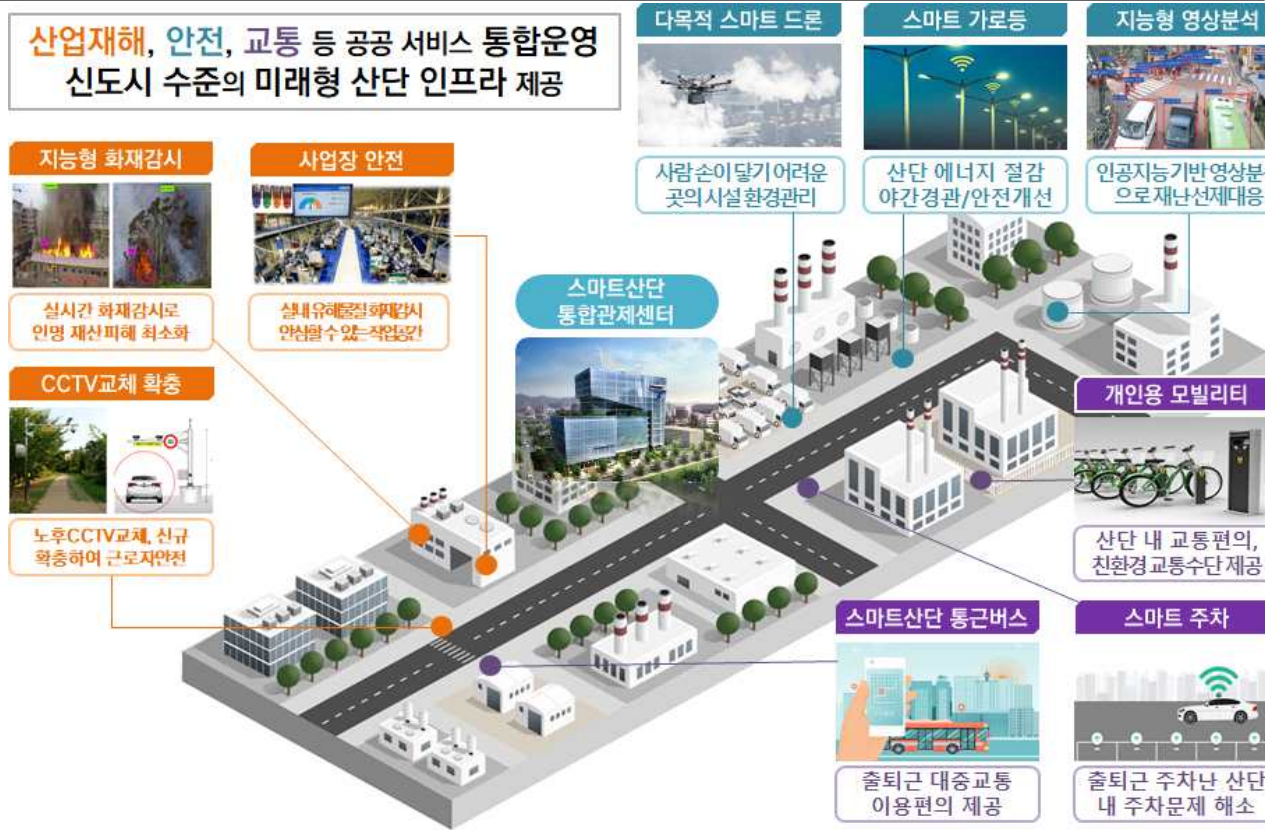 산업재해, 안전, 교통 등 공공 서비스 통합운영
신도시 수준의 미래형 산단 인프라 제공
다목적 스마트 드론
사람 손이 닿기 어려운
곳의 시설 환경관리
스마트 가로등
산단 에너지 절감
야간경관/안전개선
지능형 영상분석
인공지능기반 영상분석
으로 재난선제대응
지능형 화재감시
실시간 화재감시로
인명 재산 피해 최소화
사업장 안전
실내 유해물질 화재감시
안심할 수 있는 작업공간
스마트산단
통합관제센터
CCTV교체 확충
노후CCTV교체, 신규
확충하여 근로자안전
개인용 모빌리티
산단 내 교통편의,
친환경 교통수단 제공
스마트산단 통근버스
출퇴근 대중교통
이용편의 제공
스마트 주차
출퇴근 주차난 산단
내 주차문제 해소